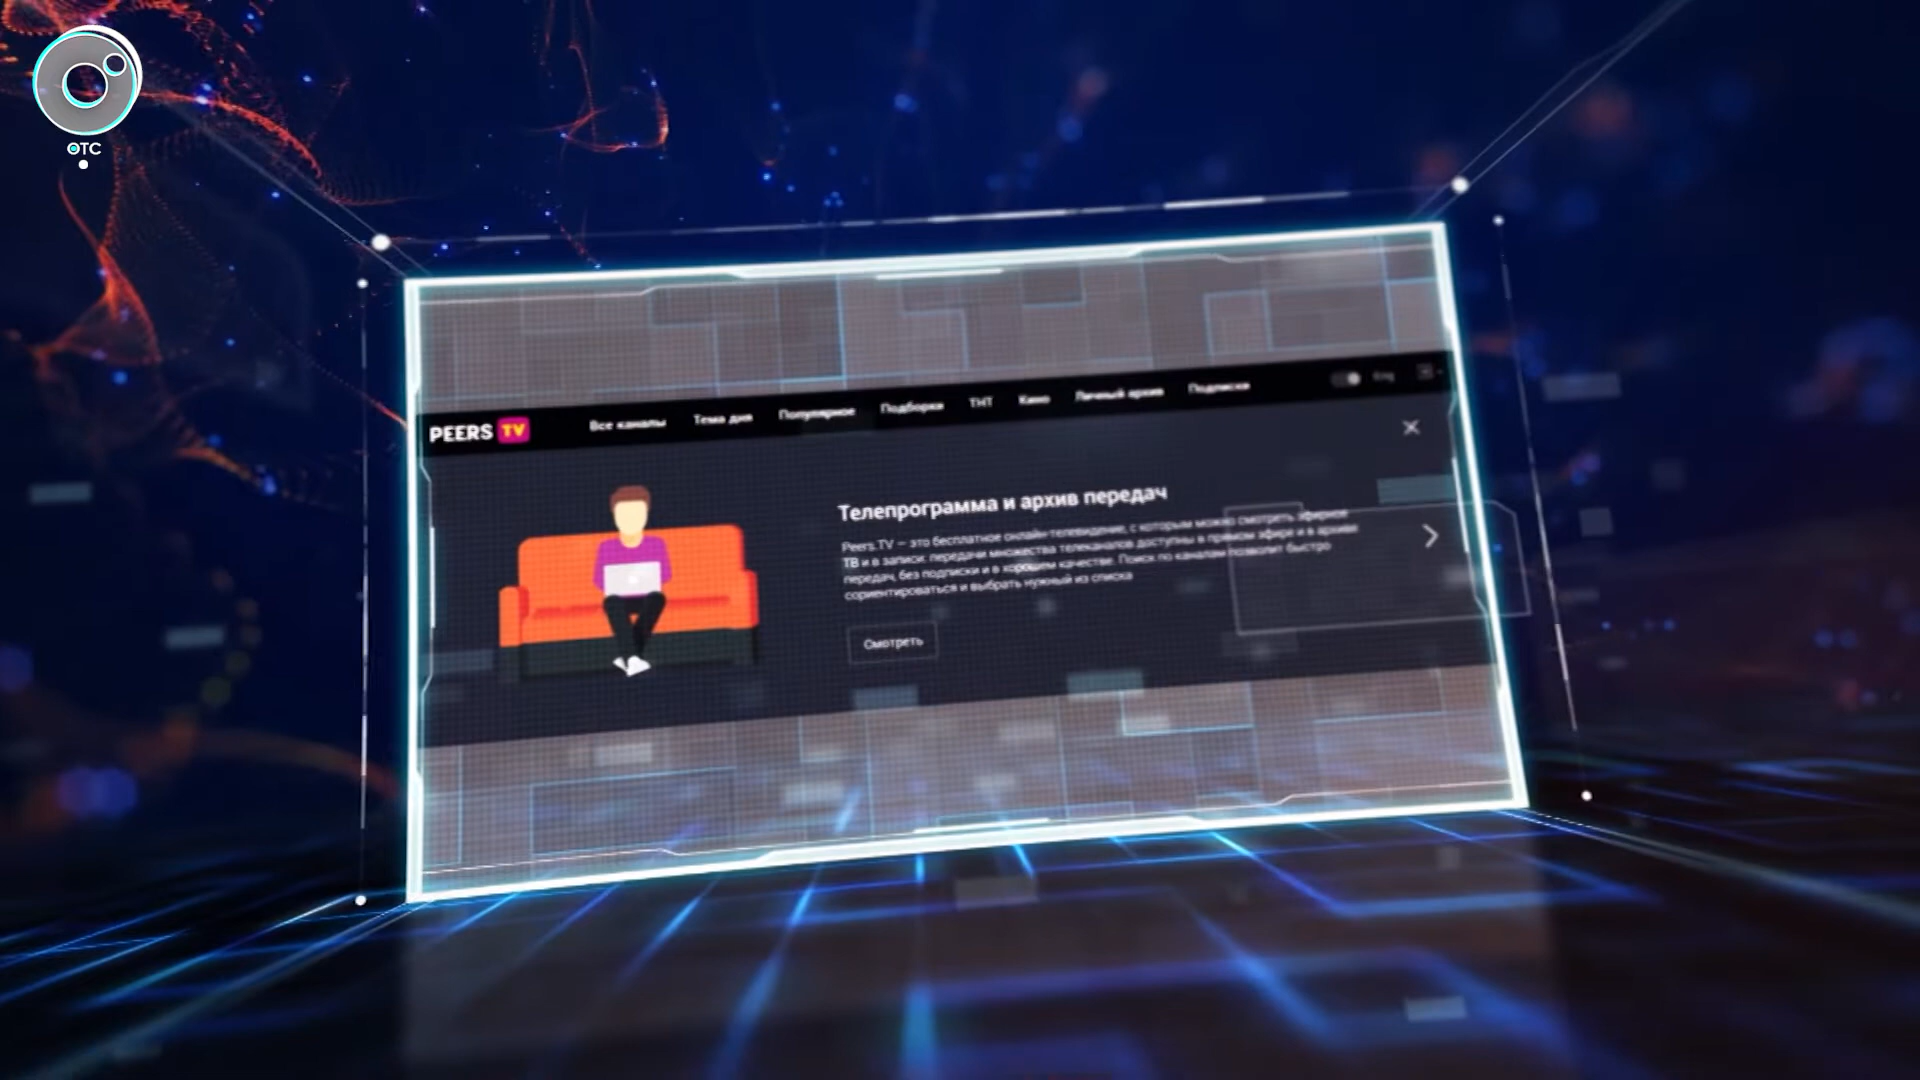 ОТС
PEERS TV
Все каналы Тема дня Популярное Подборки ТНТ Кино Личный архив Подписки Eng
Телепрограмма и архив передач
Peers.TV — это бесплатное онлайн-телевидение, с которым можно смотреть эфирное
ТВ и в записи: передачи множества телеканалов доступны в прямом эфире и в архиве
передач, без подписки и в хорошем качестве. Поиск по каналам позволит быстро
сориентироваться и выбрать нужный из списка
Смотреть